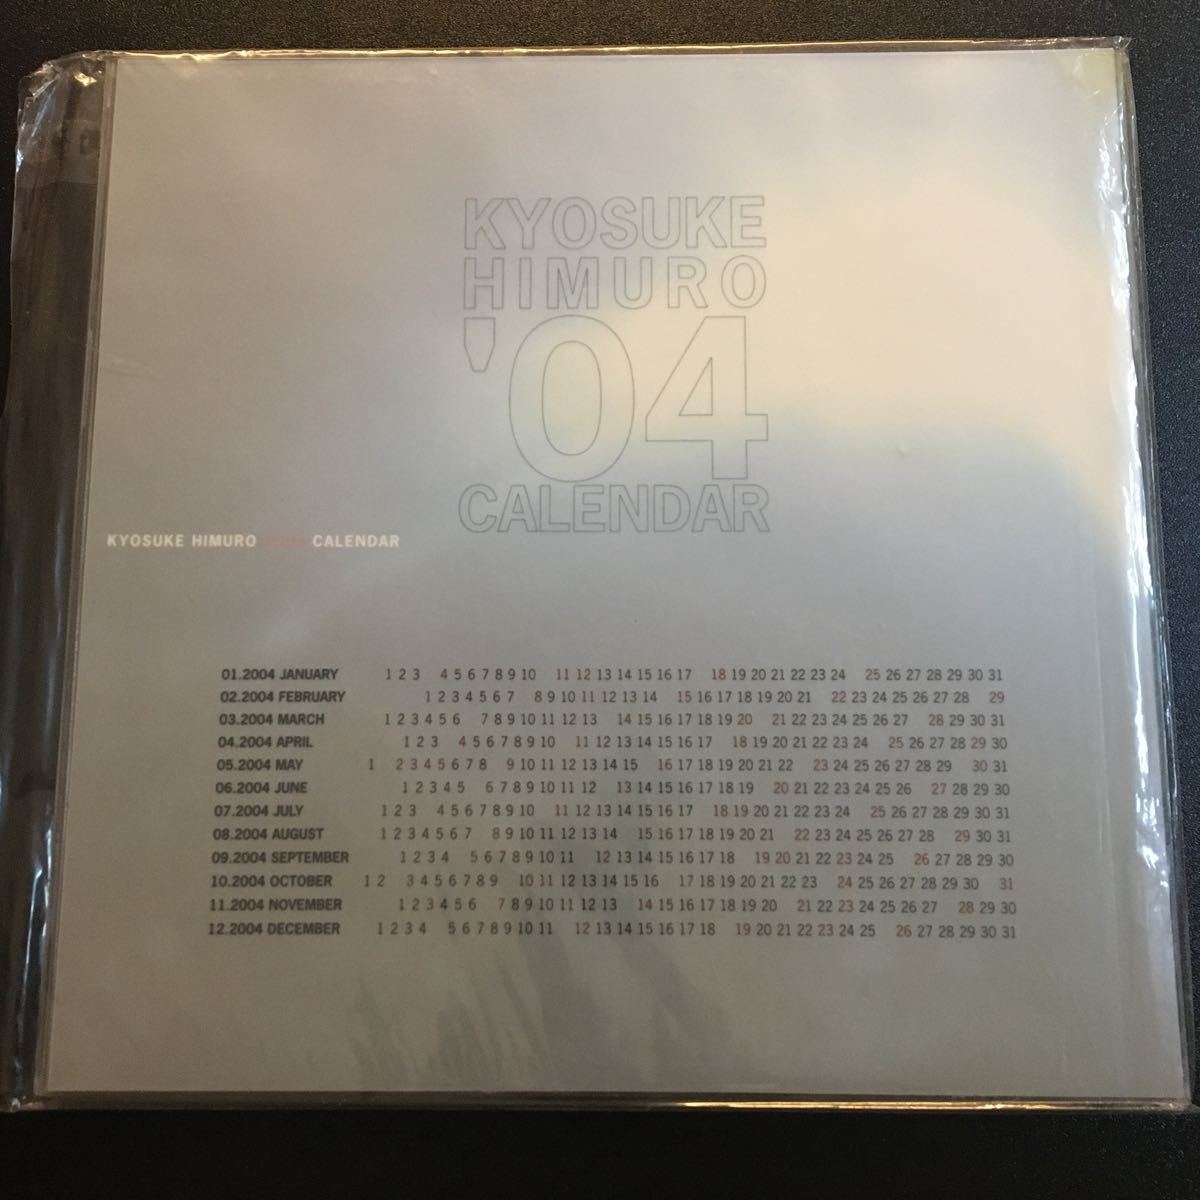 KYOSUKE
HIMURO
'04
CALENDAR
KYOSUKE HIMURO 2004 CALENDAR
01.2004 JANUARY 1 2 3 4 5 6 7 8 9 10 11 12 13 14 15 16 17 18 19 20 21 22 23 24 25 26 27 28 29 30 31
02.2004 FEBRUARY 1 2 3 4 5 6 7 8 9 10 11 12 13 14 15 16 17 18 19 20 21 22 23 24 25 26 27 28 29
03.2004 MARCH 1 2 3 4 5 6 7 8 9 10 11 12 13 14 15 16 17 18 19 20 21 22 23 24 25 26 27 28 29 30 31
04.2004 APRIL 1 2 3 4 5 6 7 8 9 10 11 12 13 14 15 16 17 18 19 20 21 22 23 24 25 26 27 28 29 30
05.2004 MAY 1 2 3 4 5 6 7 8 9 10 11 12 13 14 15 16 17 18 19 20 21 22 23 24 25 26 27 28 29 30 31
06.2004 JUNE 1 2 3 4 5 6 7 8 9 10 11 12 13 14 15 16 17 18 19 20 21 22 23 24 25 26 27 28 29 30
07.2004 JULY 1 2 3 4 5 6 7 8 9 10 11 12 13 14 15 16 17 18 19 20 21 22 23 24 25 26 27 28 29 30 31
08.2004 AUGUST 1 2 3 4 5 6 7 8 9 10 11 12 13 14 15 16 17 18 19 20 21 22 23 24 25 26 27 28 29 30 31
09.2004 SEPTEMBER 1 2 3 4 5 6 7 8 9 10 11 12 13 14 15 16 17 18 19 20 21 22 23 24 25 26 27 28 29 30
10.2004 OCTOBER 1 2 3 4 5 6 7 8 9 10 11 12 13 14 15 16 17 18 19 20 21 22 23 24 25 26 27 28 29 30 31
11.2004 NOVEMBER 1 2 3 4 5 6 7 8 9 10 11 12 13 14 15 16 17 18 19 20 21 22 23 24 25 26 27 28 29 30
12.2004 DECEMBER 1 2 3 4 5 6 7 8 9 10 11 12 13 14 15 16 17 18 19 20 21 22 23 24 25 26 27 28 29 30 31